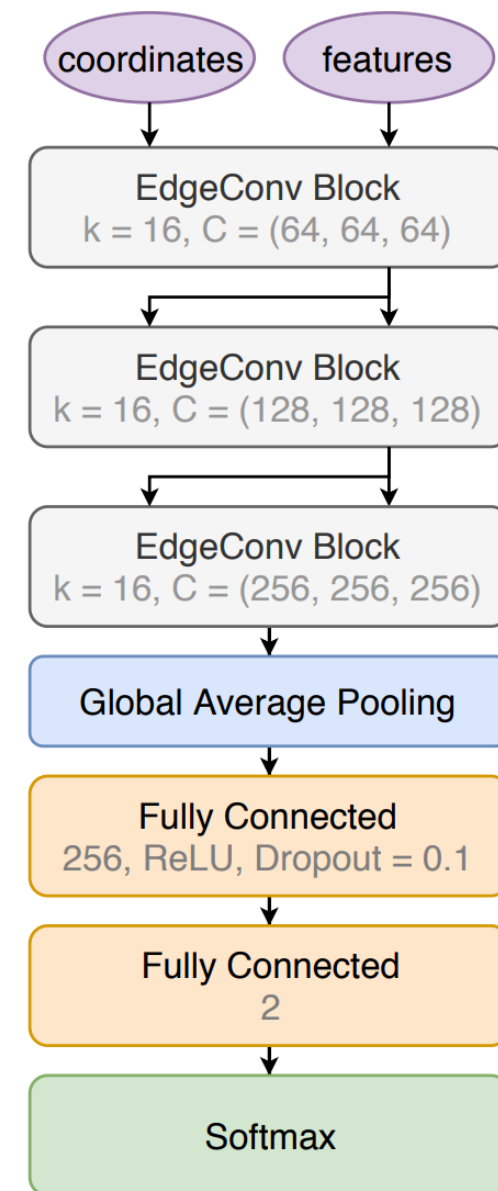 coordinates
features
EdgeConv Block
k = 16, C = (64, 64, 64)
EdgeConv Block
k = 16, C = (128, 128, 128)
EdgeConv Block
k = 16, C = (256, 256, 256)
Global Average Pooling
Fully Connected
256, ReLU, Dropout = 0.1
Fully Connected
2
Softmax